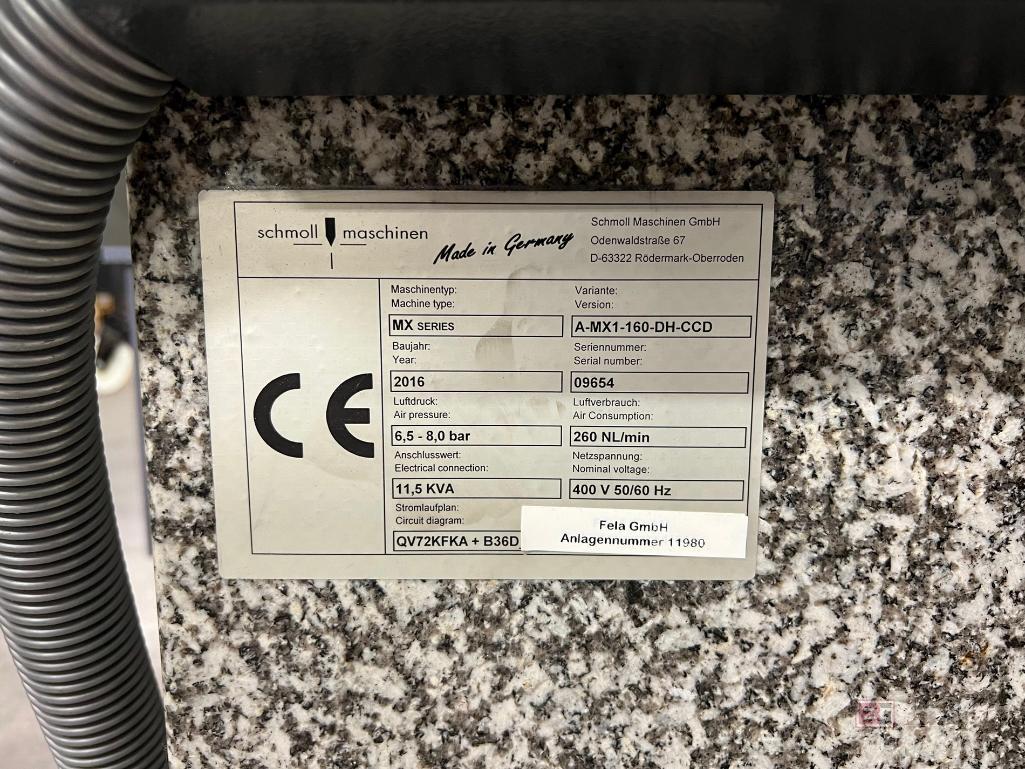 schmoll maschinen
Made in Germany
Schmoll Maschinen GmbH
Odenwaldstraße 67
D-63322 Rödermark-Oberroden
Maschinentyp:
Machine type:
MX SERIES
Variante:
Version:
A-MX1-160-DH-CCD
Baujahr:
Year:
2016
Seriennummer:
Serial number:
09654
Luftdruck:
Air pressure:
6,5 - 8,0 bar
Luftverbrauch:
Air Consumption:
260 NL/min
Anschlusswert:
Electrical connection:
11,5 KVA
Netzspannung:
Nominal voltage:
400 V 50/60 Hz
Stromlaufplan:
Circuit diagram:
QV72KFKA + B36D
Fela GmbH
Anlagennummer 11980
CE